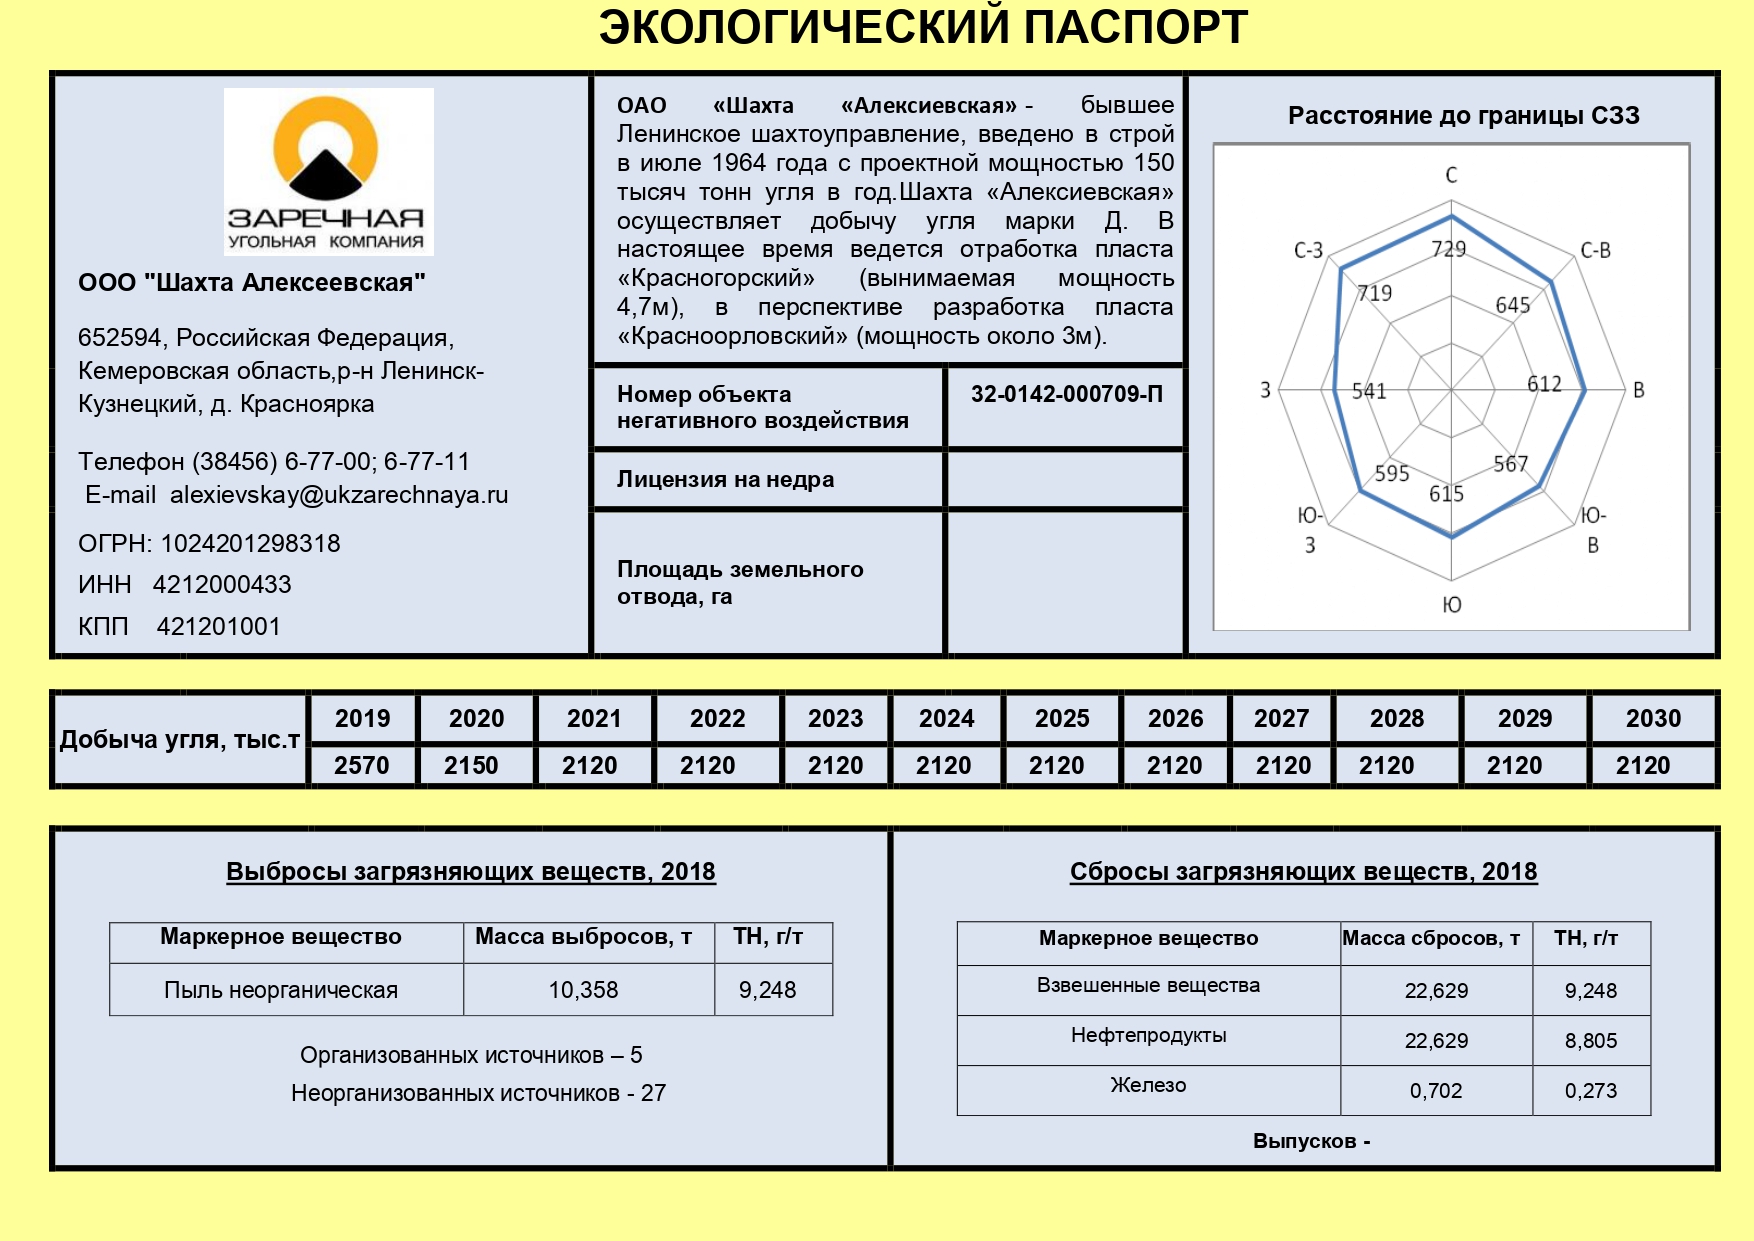 ЭКОЛОГИЧЕСКИЙ ПАСПОРТ
ЗАРЕЧНАЯ
УГОЛЬНАЯ КОМПАНИЯ
ООО "Шахта Алексеевская"
652594, Российская Федерация,
Кемеровская область,р-н Ленинск-
Кузнецкий, д. Красноярка
Телефон (38456) 6-77-00; 6-77-11
E-mail alexievskay@ukzarechnaya.ru
ОГРН: 1024201298318
ИНН 4212000433
КПП 421201001
ОАО «Шахта «Алексиевская» - бывшее
Ленинское шахтоуправление, введено в строй
в июле 1964 года с проектной мощностью 150
тысяч тонн угля в год.Шахта «Алексиевская»
осуществляет добычу угля марки Д. В
настоящее время ведется отработка пласта
«Красногорский» (вынимаемая мощность
4,7м), в перспективе разработка пласта
«Красноорловский» (мощность около 3м).
Номер объекта
негативного воздействия
32-0142-000709-П
Лицензия на недра
Площадь земельного
отвода, га
Расстояние до границы СЗЗ
С
С-З
С-В
729
719
645
З
541
612
В
595
567
615
Ю-
З
Ю-
В
Ю
Добыча угля, тыс.т
2019 2020 2021 2022 2023 2024 2025 2026 2027 2028 2029 2030
2570 2150 2120 2120 2120 2120 2120 2120 2120 2120 2120 2120
Выбросы загрязняющих веществ, 2018
Маркерное вещество Масса выбросов, т ТН, г/т
Пыль неорганическая 10,358 9,248
Организованных источников – 5
Неорганизованных источников - 27
Сбросы загрязняющих веществ, 2018
Маркерное вещество Масса сбросов, т ТН, г/т
Взвешенные вещества 22,629 9,248
Нефтепродукты 22,629 8,805
Железо 0,702 0,273
Выпусков -